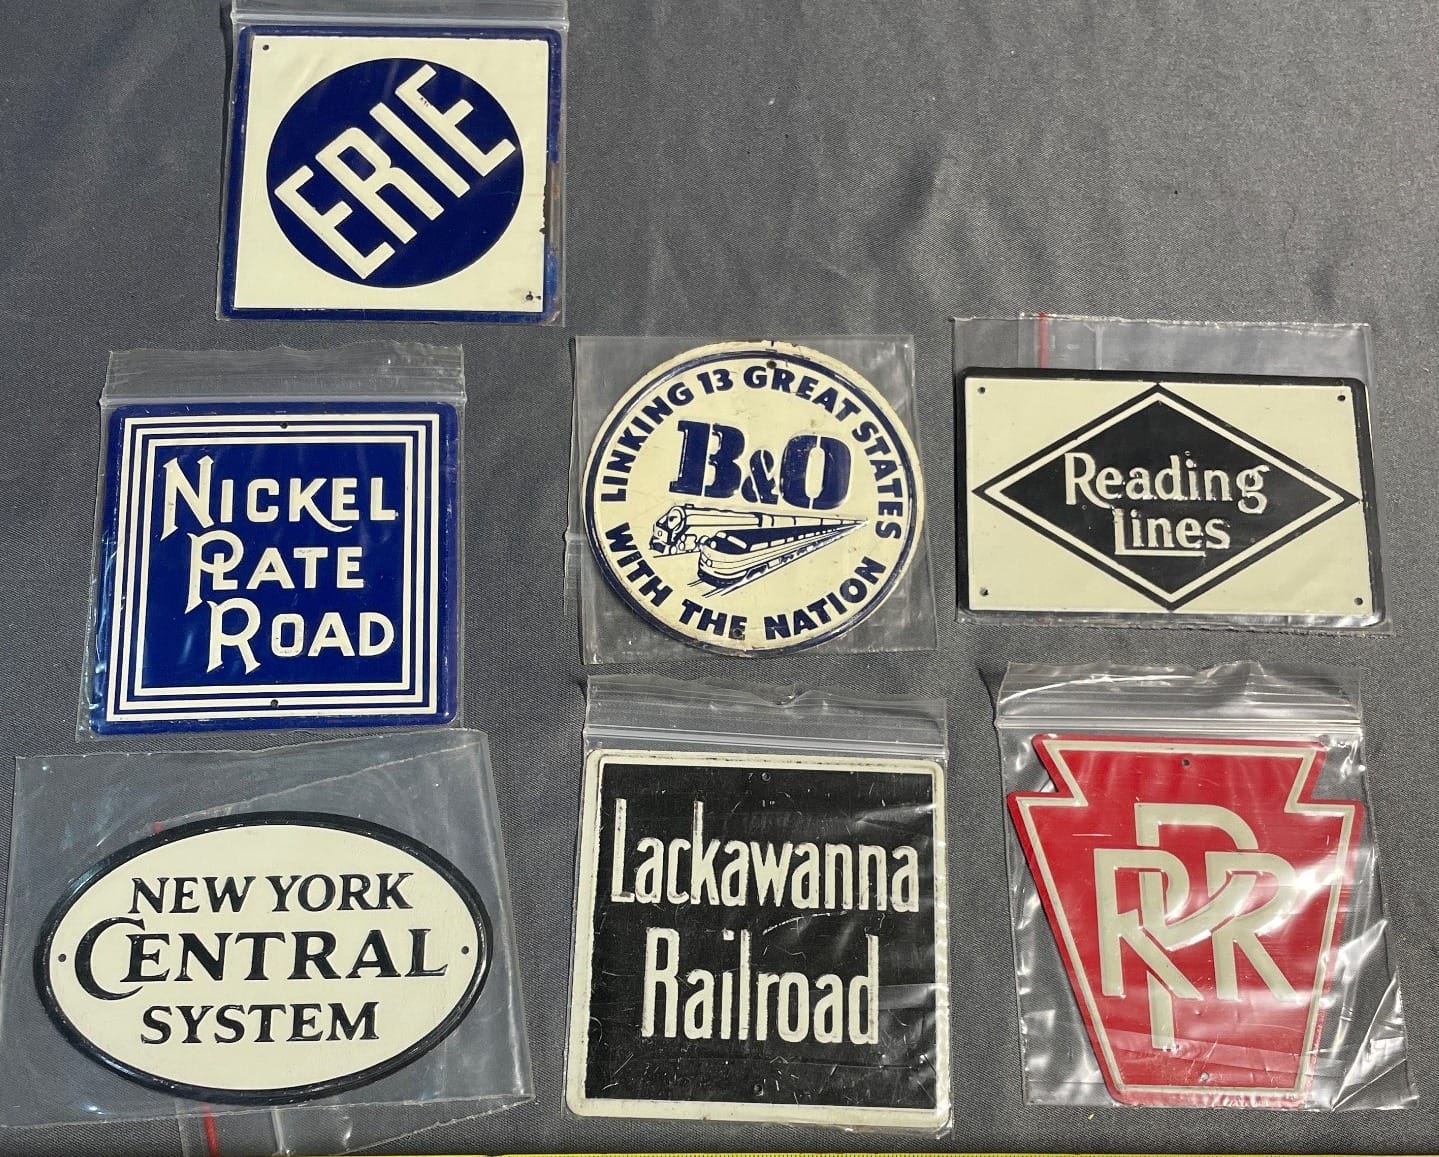 ERIE
NICKEL
PLATE
ROAD
LINKING 13 GREAT STATES
B&O
WITH THE NATION
Reading
Lines
NEW YORK
CENTRAL
SYSTEM
Lackawanna
Railroad
PRR